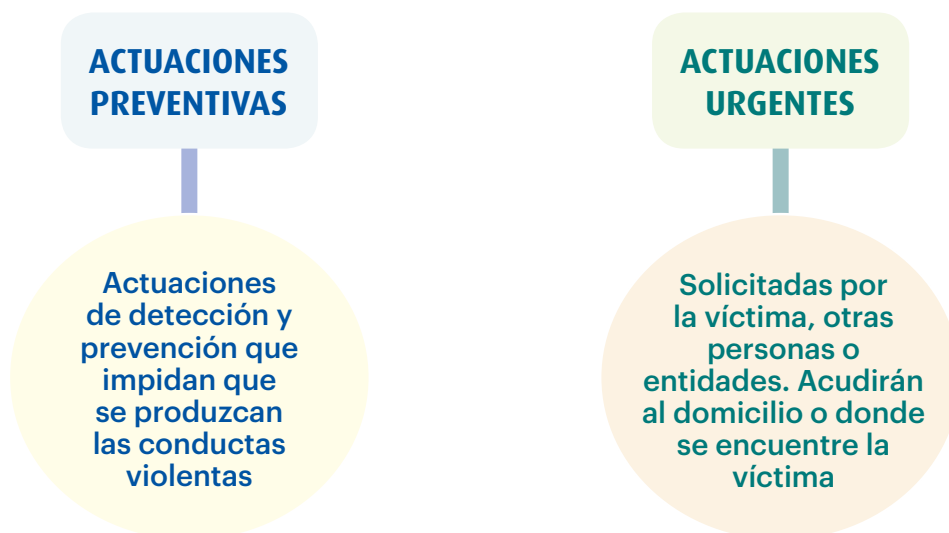 ACTUACIONES
PREVENTIVAS
Actuaciones
de detección y
prevención que
impidan que
se produzcan
las conductas
violentas
ACTUACIONES
URGENTES
Solicitadas por
la víctima, otras
personas o
entidades. Acudirán
al domicilio o donde
se encuentre la
víctima